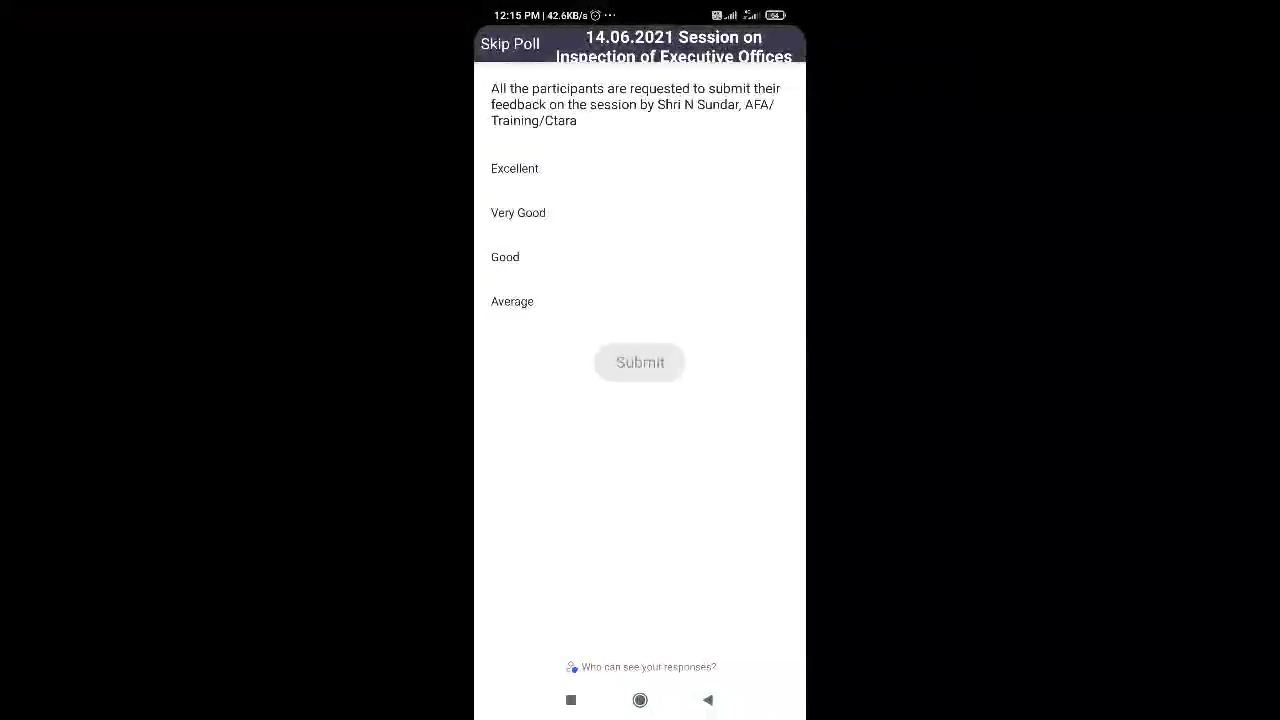 12:15 PM | 42.6KB/s ···
64
Skip Poll
14.06.2021 Session on
Inspection of Executive Offices
All the participants are requested to submit their
feedback on the session by Shri N Sundar, AFA/
Training/Ctara
Excellent
Very Good
Good
Average
Submit
Who can see your responses?